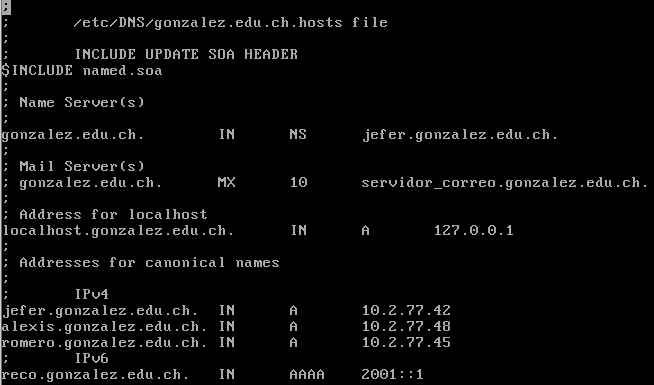 ;
;       /etc/DNS/gonzalez.edu.ch.hosts file
;
;       INCLUDE UPDATE SOA HEADER
$INCLUDE named.soa
;
; Name Server(s)
;
gonzalez.edu.ch.         IN      NS      jefer.gonzalez.edu.ch.
;
; Mail Server(s)
; gonzalez.edu.ch.       MX      10      servidor_correo.gonzalez.edu.ch.
;
; Address for localhost
localhost.gonzalez.edu.ch.       IN      A       127.0.0.1
;
; Addresses for canonical names
;
;       IPv4
jefer.gonzalez.edu.ch.   IN      A       10.2.77.42
alexis.gonzalez.edu.ch.  IN      A       10.2.77.48
romero.gonzalez.edu.ch.  IN      A       10.2.77.45
;       IPv6
reco.gonzalez.edu.ch.    IN      AAAA    2001::1